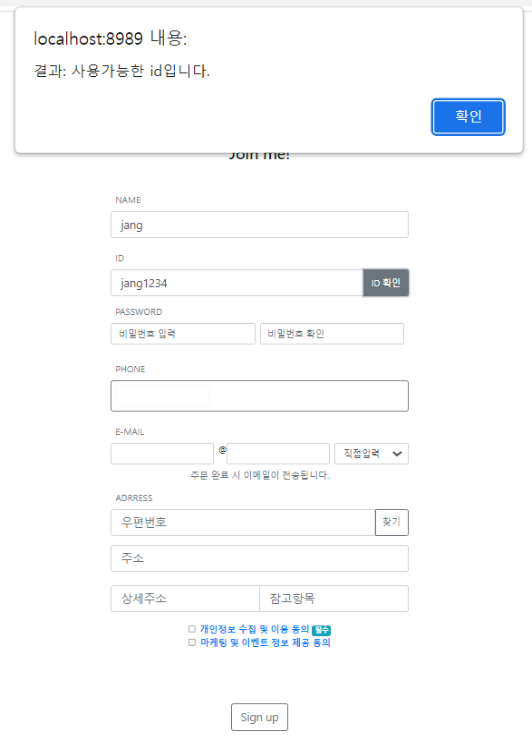 localhost:8989 내용:
결과: 사용가능한 id입니다.
확인
Join me!
NAME
jang
ID
jang1234 ID 확인
PASSWORD
비밀번호 입력 비밀번호 확인
PHONE
E-MAIL
@ 직접입력
주문 완료 시 이메일이 전송됩니다.
ADRRESS
우편번호 찾기
주소
상세주소 참고항목
개인정보 수집 및 이용 동의 필수
마케팅 및 이벤트 정보 제공 동의
Sign up